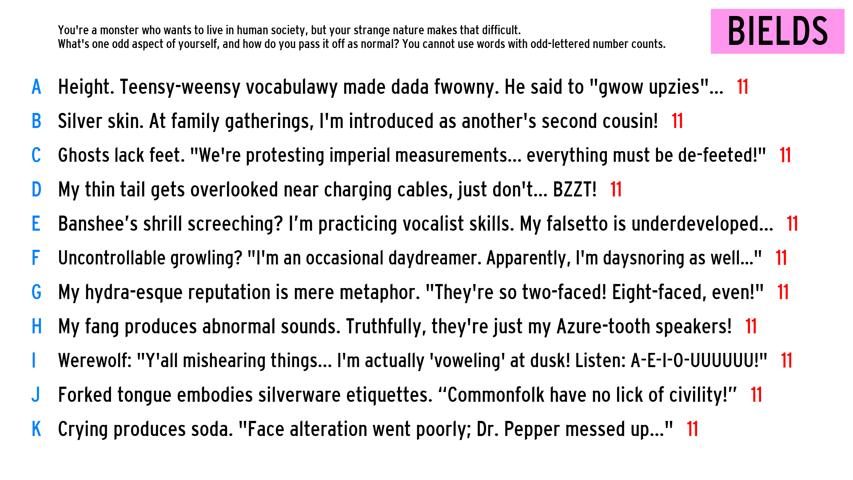 You're a monster who wants to live in human society, but your strange nature makes that difficult.
What's one odd aspect of yourself, and how do you pass it off as normal? You cannot use words with odd-lettered number counts.
BIELDS
A Height. Teensy-weensy vocabulawy made dada fwowny. He said to "gwow upzies"... 11
B Silver skin. At family gatherings, I'm introduced as another's second cousin! 11
C Ghosts lack feet. "We're protesting imperial measurements... everything must be de-feeted!" 11
D My thin tail gets overlooked near charging cables, just don't... BZZT! 11
E Banshee’s shrill screeching? I’m practicing vocalist skills. My falsetto is underdeveloped... 11
F Uncontrollable growling? "I'm an occasional daydreamer. Apparently, I'm daysnoring as well..." 11
G My hydra-esque reputation is mere metaphor. "They're so two-faced! Eight-faced, even!" 11
H My fang produces abnormal sounds. Truthfully, they're just my Azure-tooth speakers! 11
I Werewolf: "Y'all mishearing things... I'm actually 'voweling' at dusk! Listen: A-E-I-O-UUUUUU!" 11
J Forked tongue embodies silverware etiquettes. “Commonfolk have no lick of civility!” 11
K Crying produces soda. "Face alteration went poorly; Dr. Pepper messed up..." 11